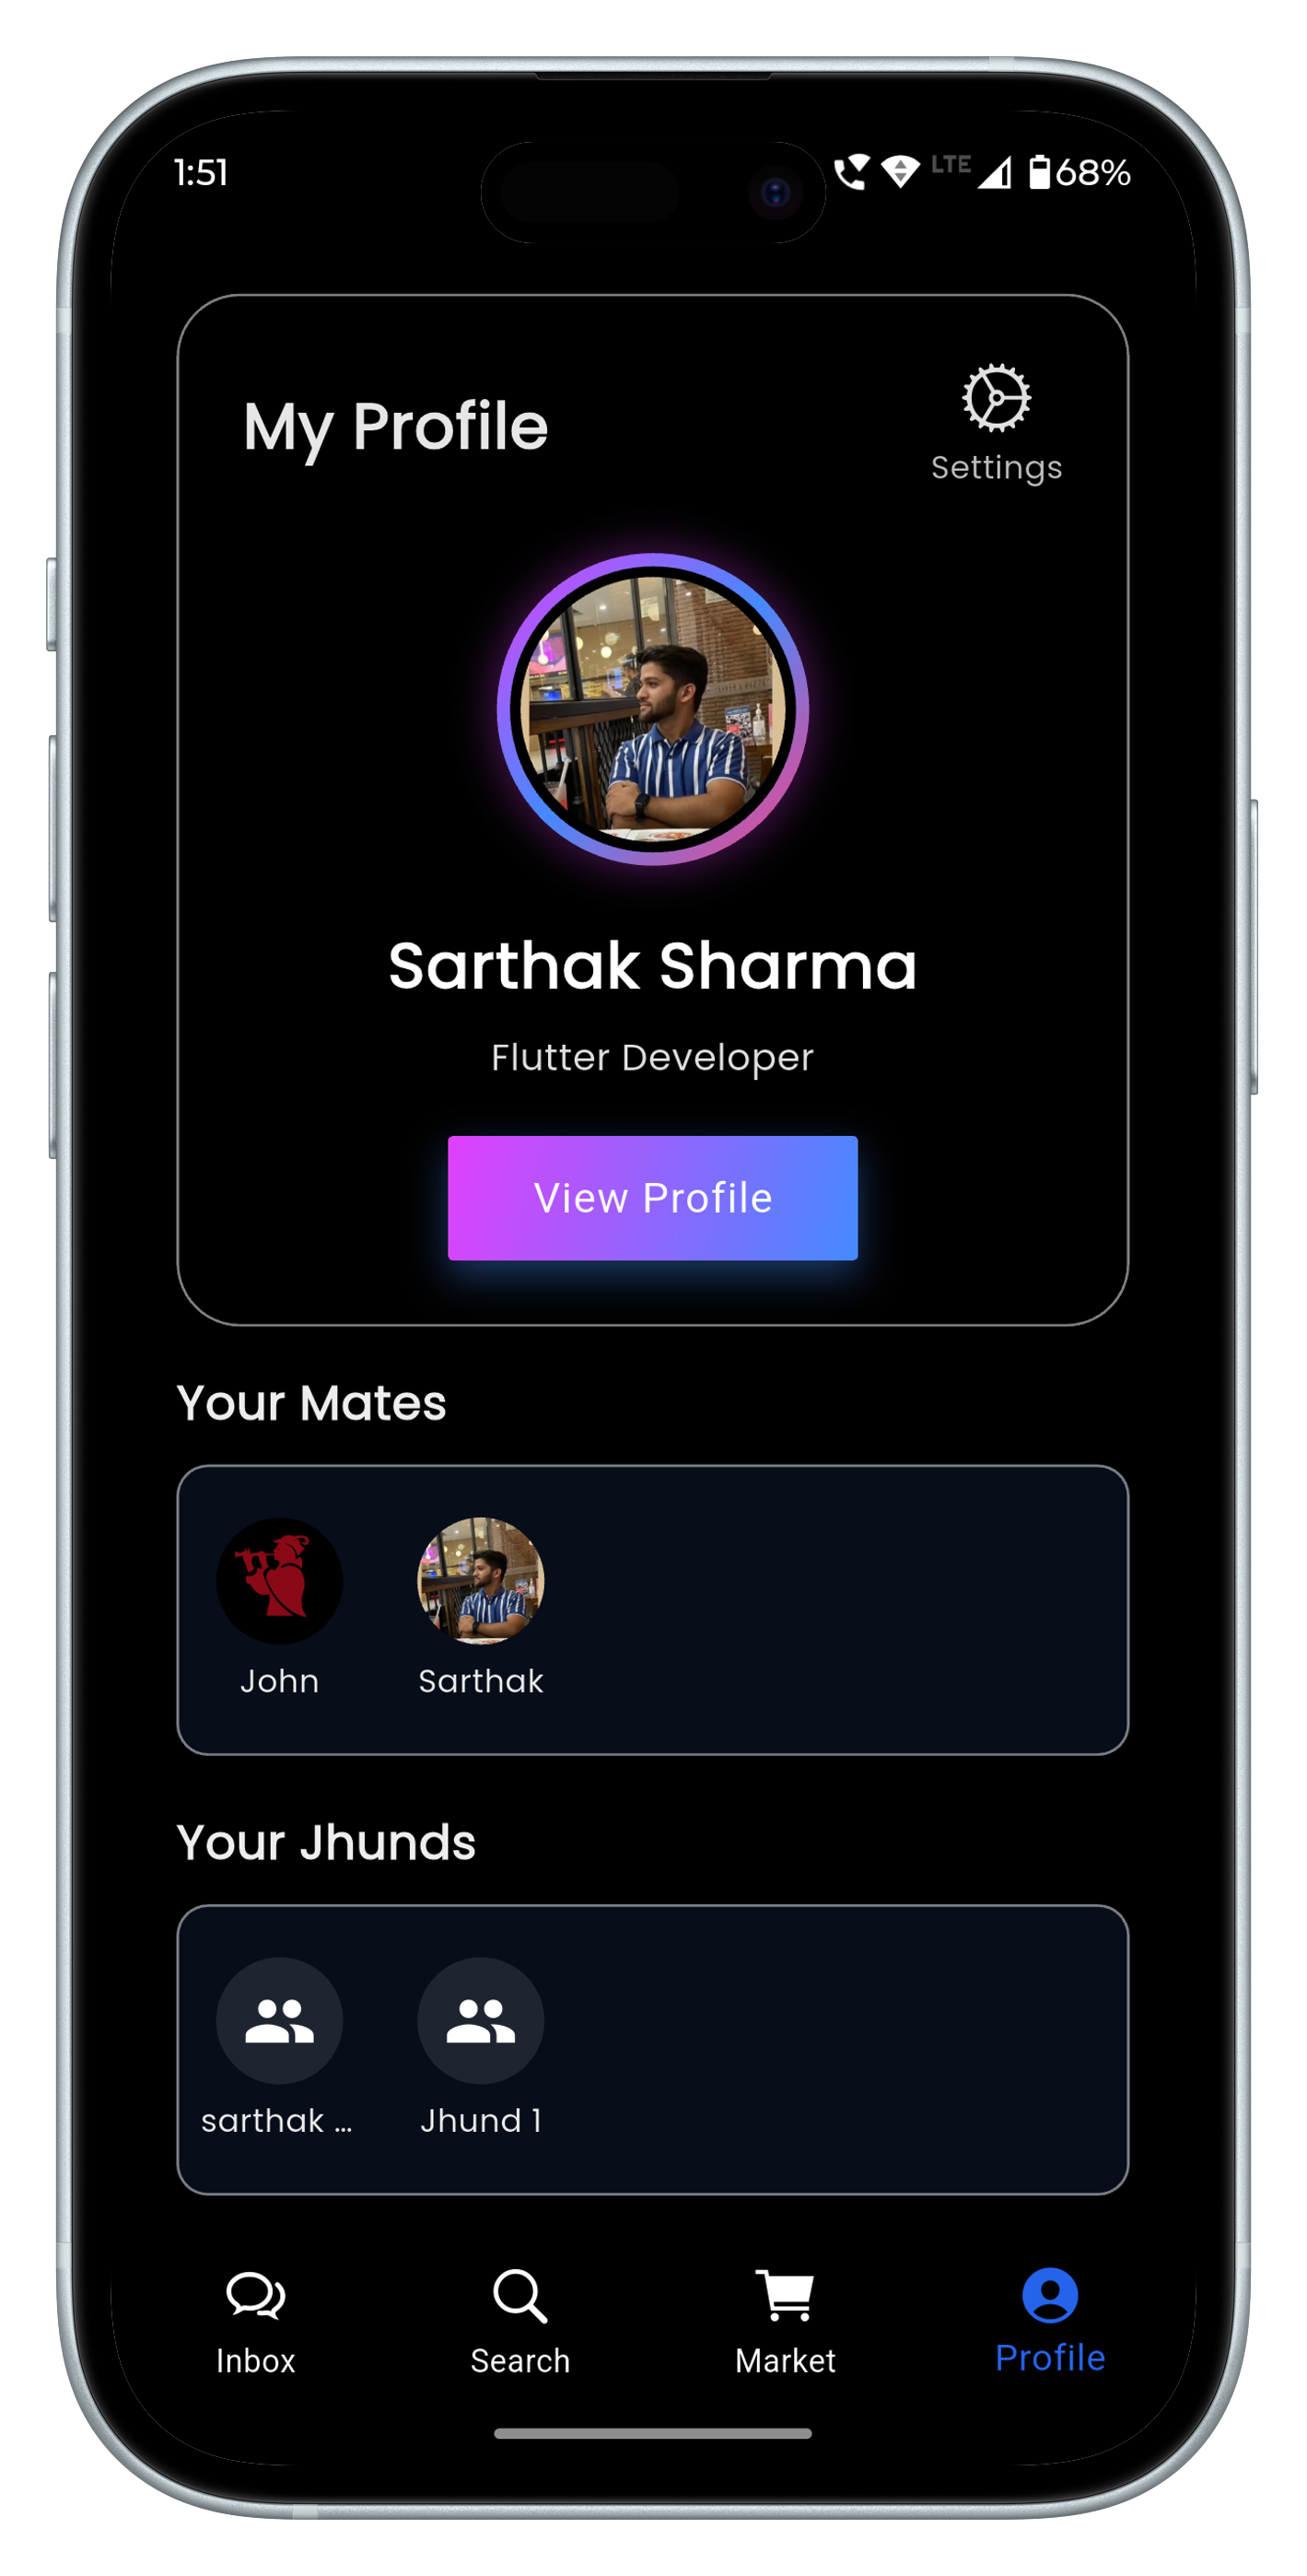 1:51
LTE
68%
My Profile
Settings
Sarthak Sharma
Flutter Developer
View Profile
Your Mates
John
Sarthak
Your Jhunds
sarthak ...
Jhund 1
Inbox
Search
Market
Profile